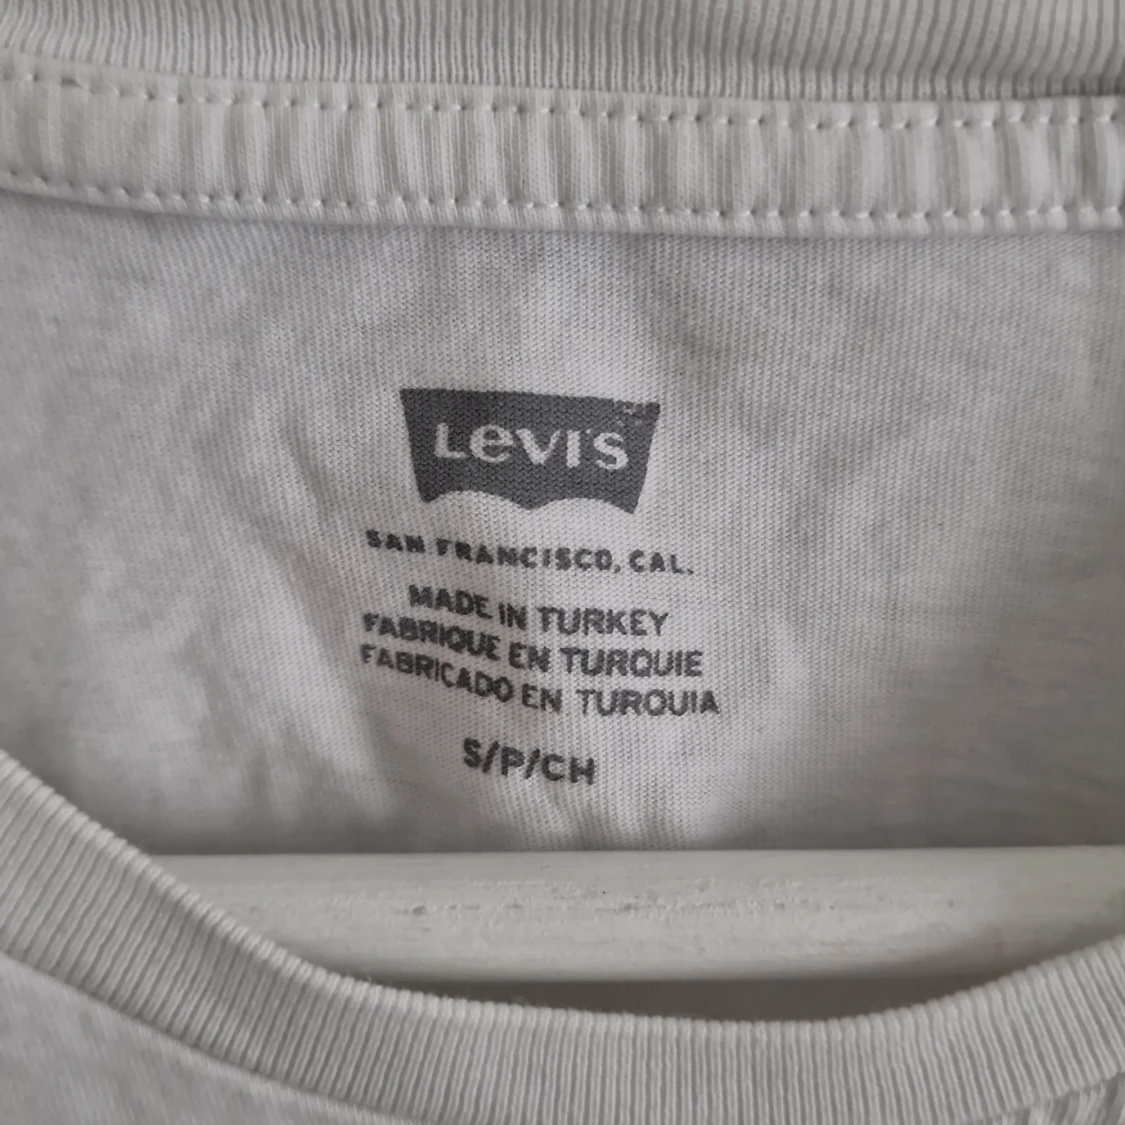 LEVI'S
SAN FRANCISCO, CAL.
MADE IN TURKEY
FABRIQUE EN TURQUIE
FABRICADO EN TURQUIA
S/P/CH